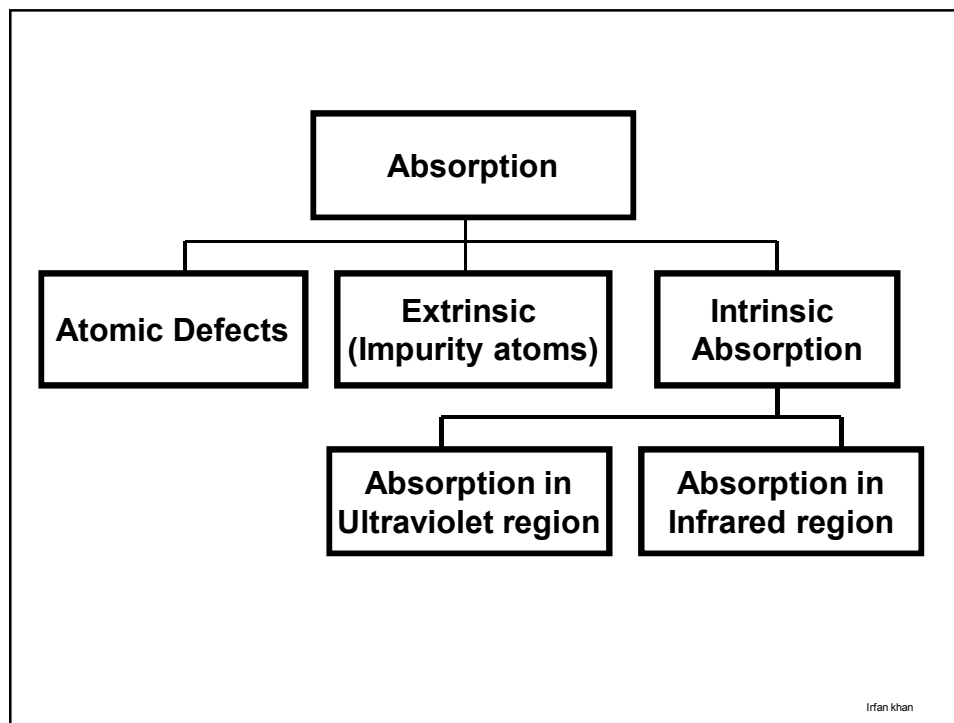 Absorption
Atomic Defects
Extrinsic
(Impurity atoms)
Intrinsic
Absorption
Absorption in
Ultraviolet region
Absorption in
Infrared region
Irfan khan